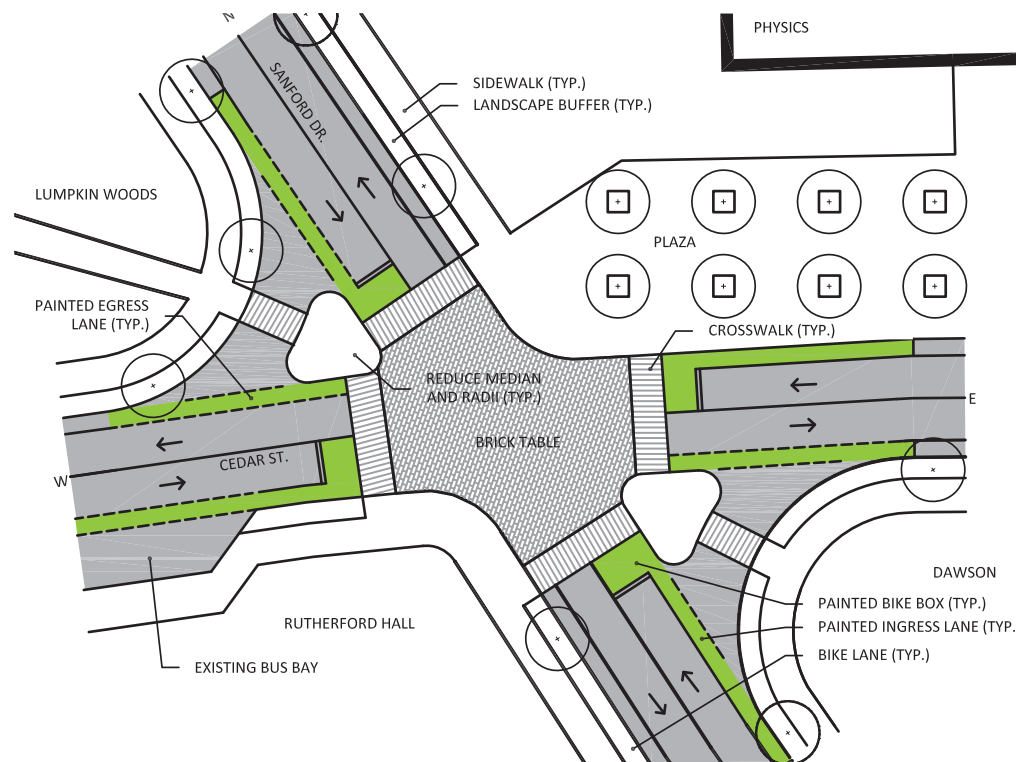 N
PHYSICS
SANFORD DR.
SIDEWALK (TYP.)
LANDSCAPE BUFFER (TYP.)
LUMPKIN WOODS
PLAZA
PAINTED EGRESS
LANE (TYP.)
CROSSWALK (TYP.)
REDUCE MEDIAN
AND RADII (TYP.)
E
BRICK TABLE
CEDAR ST.
W
DAWSON
PAINTED BIKE BOX (TYP.)
RUTHERFORD HALL
PAINTED INGRESS LANE (TYP.
BIKE LANE (TYP.)
EXISTING BUS BAY